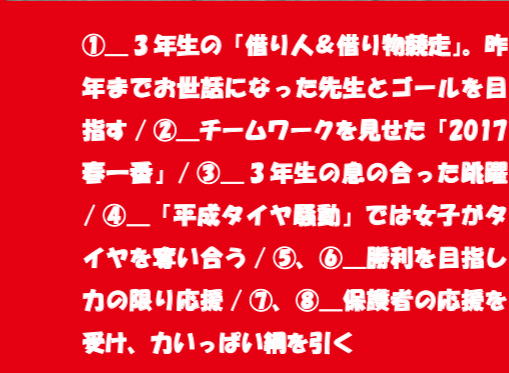 ①＿３年生の「借り人&借り物競走」。昨
年までお世話になった先生とゴールを目
指す / ②＿チームワークを見せた「2017
春一番」/ ③＿３年生の息の合った跳躍
/ ④＿「平成タイヤ騒動」では女子がタ
イヤを奪い合う / ⑤、⑥＿勝利を目指し
力の限り応援 / ⑦、⑧＿保護者の応援を
受け、力いっぱい綱を引く